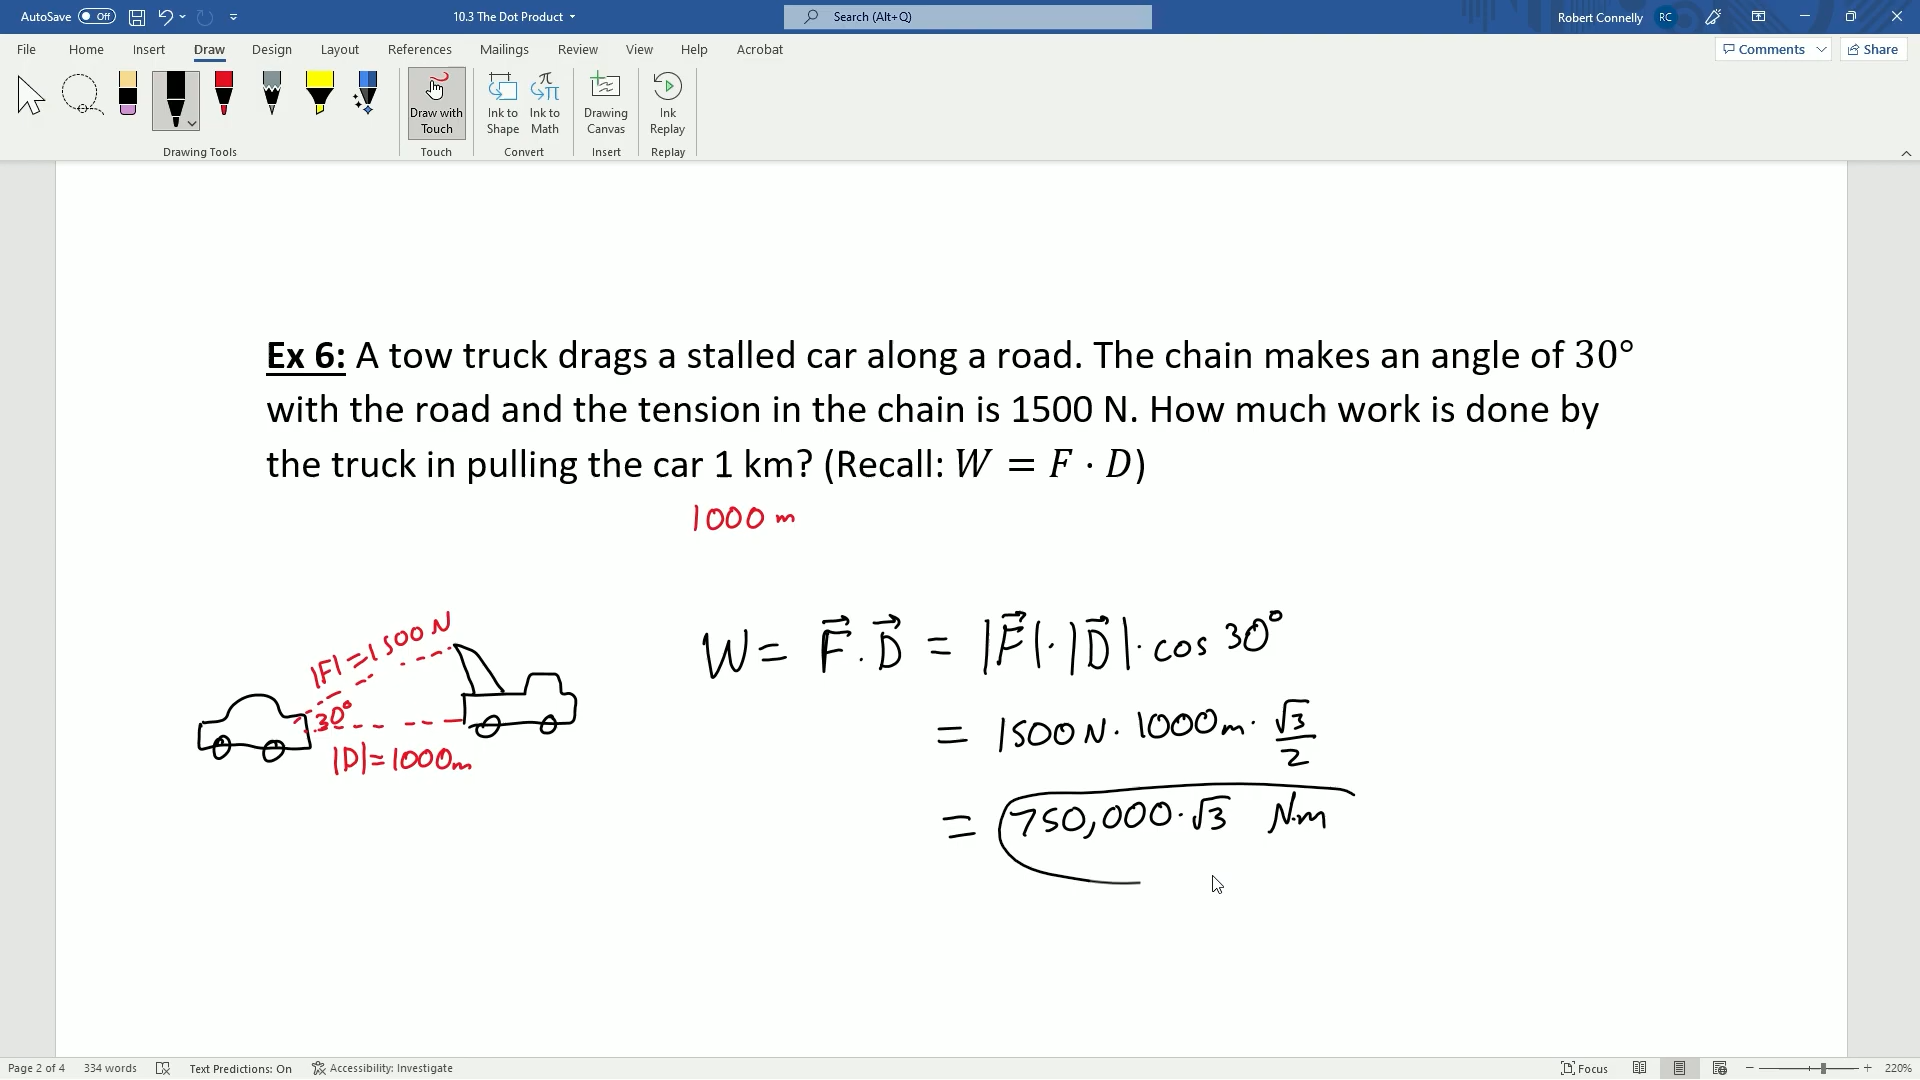 AutoSave Off 10.3 The Dot Product Search (Alt+Q) Robert Connelly RC
File Home Insert Draw Design Layout References Mailings Review View Help Acrobat Comments Share
Draw with Touch Ink to Shape Ink to Math Drawing Canvas Ink Replay
Drawing Tools Touch Convert Insert Replay
Ex 6: A tow truck drags a stalled car along a road. The chain makes an angle of 30°
with the road and the tension in the chain is 1500 N. How much work is done by
the truck in pulling the car 1 km? (Recall: W = F · D)
1000 m
|F| = 1500 N
30°
|D| = 1000m
W = F⃗ · D⃗ = |F⃗| · |D⃗| · cos 30°
= 1500 N · 1000m · √3/2
= 750,000 · √3 N·m
Page 2 of 4 334 words Text Predictions: On Accessibility: Investigate Focus 220%